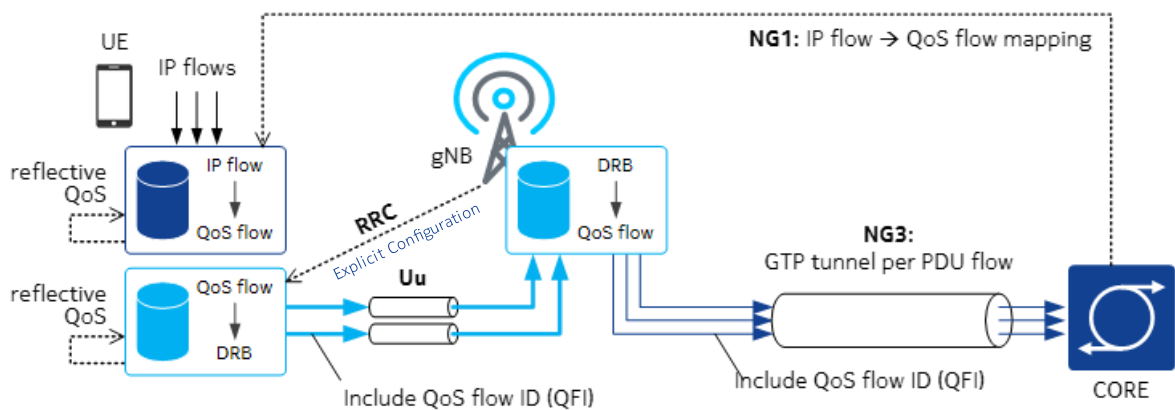 UE
NG1: IP flow → QoS flow mapping
IP flows
gNB
reflective
QoS
IP flow
QoS flow
DRB
QoS flow
RRC
Explicit Configuration
NG3:
GTP tunnel per PDU flow
reflective
QoS
QoS flow
DRB
Uu
Include QoS flow ID (QFI)
Include QoS flow ID (QFI)
CORE